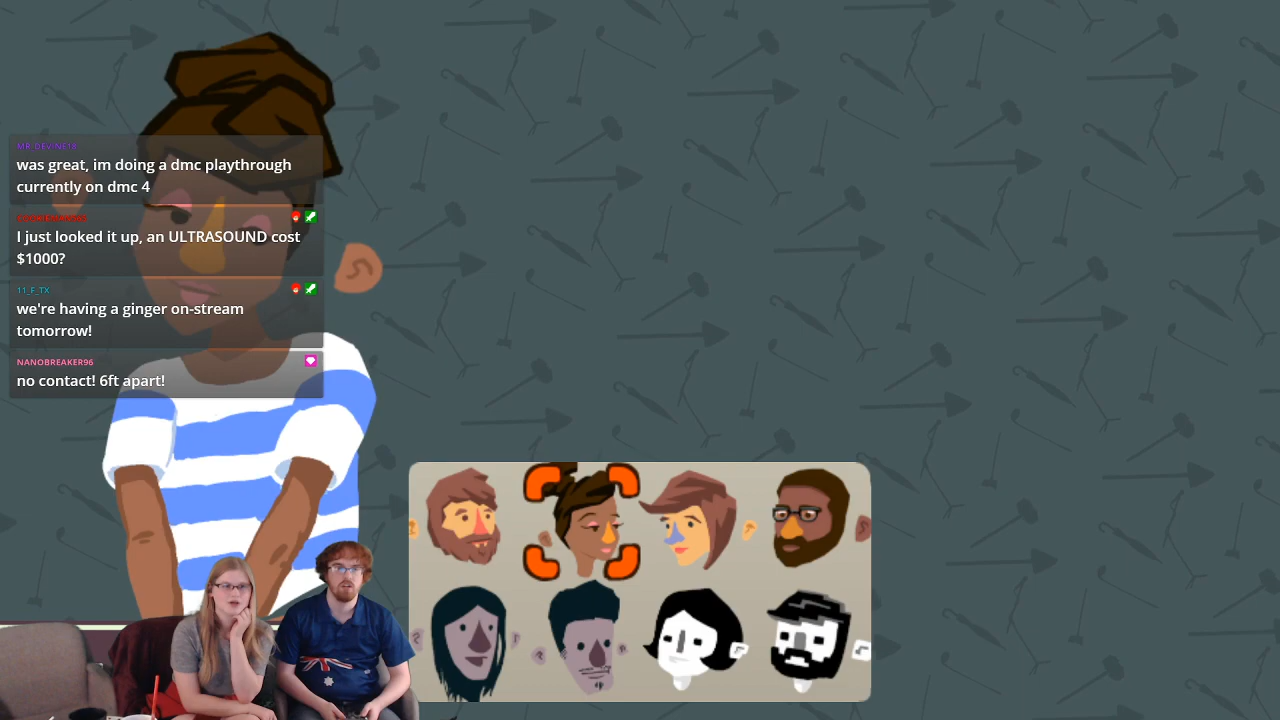 MR_DEVINE18
was great, im doing a dmc playthrough
currently on dmc 4
I just looked it up, an ULTRASOUND cost
$1000?
11_F_TX
we're having a ginger on-stream
tomorrow!
NANOBREAKER96
no contact! 6ft apart!